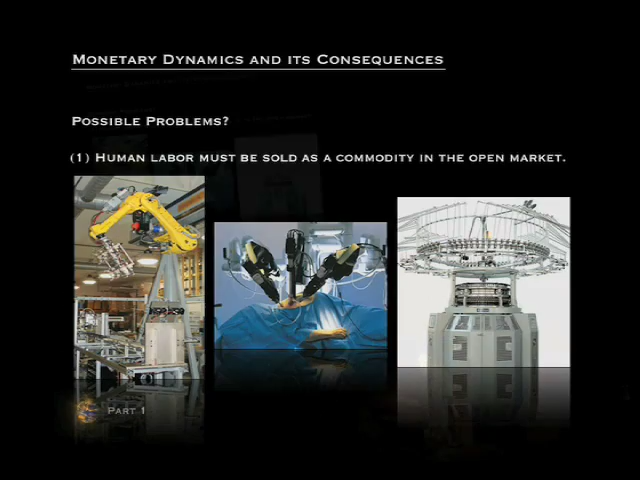 Monetary Dynamics and its Consequences
Possible Problems?
(1) Human labor must be sold as a commodity in the open market.
Part 1